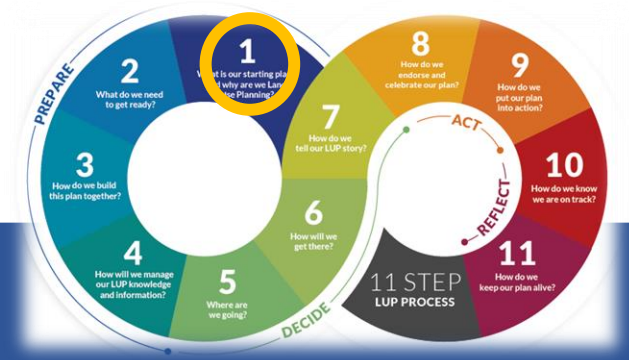 PREPARE
1
What is our starting pla
d why are we Lan
Use Planning?
2
What do we need
to get ready?
3
How do we build
this plan together?
4
How will we manage
our LUP knowledge
and information?
5
Where are
we going?
6
How will we
get there?
7
How do we
tell our LUP story?
DECIDE
8
How do we
endorse and
celebrate our plan?
9
How do we
put our plan
into action?
10
How do we know
we are on track?
11
How do we
keep our plan alive?
ACT
REFLECT
11 STEP
LUP PROCESS